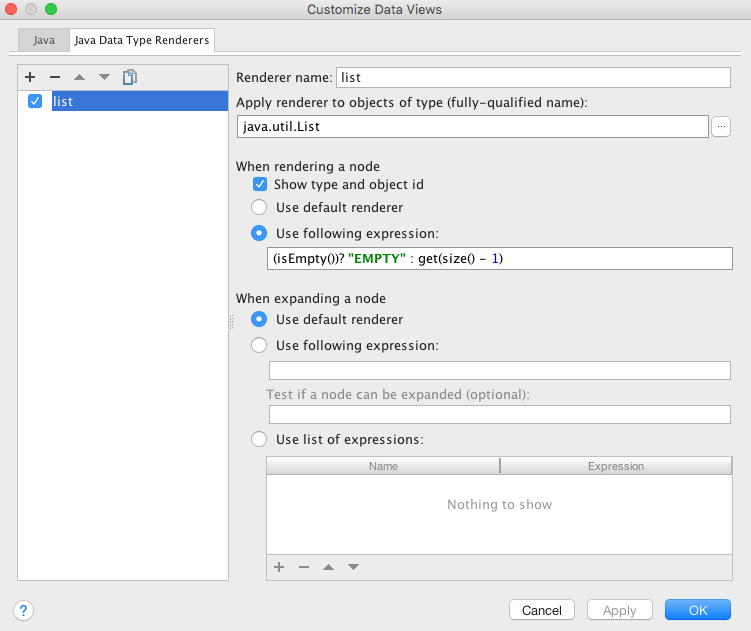 Customize Data Views
Java
Java Data Type Renderers
list
Renderer name: list
Apply renderer to objects of type (fully-qualified name):
java.util.List
...
When rendering a node
Show type and object id
Use default renderer
Use following expression:
(isEmpty())? "EMPTY" : get(size() - 1)
When expanding a node
Use default renderer
Use following expression:
Test if a node can be expanded (optional):
Use list of expressions:
Name Expression
Nothing to show
?
Cancel Apply OK